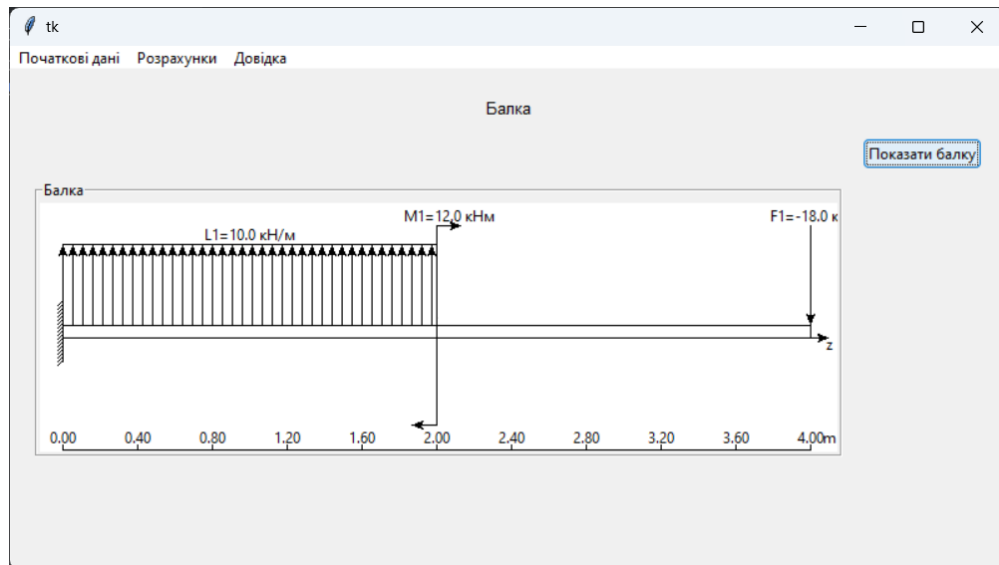 tk
Початкові дані Розрахунки Довідка
Балка
Показати балку
Балка
M1=12.0 кНм
F1=-18.0 к
L1=10.0 кН/м
z
0.00 0.40 0.80 1.20 1.60 2.00 2.40 2.80 3.20 3.60 4.00m